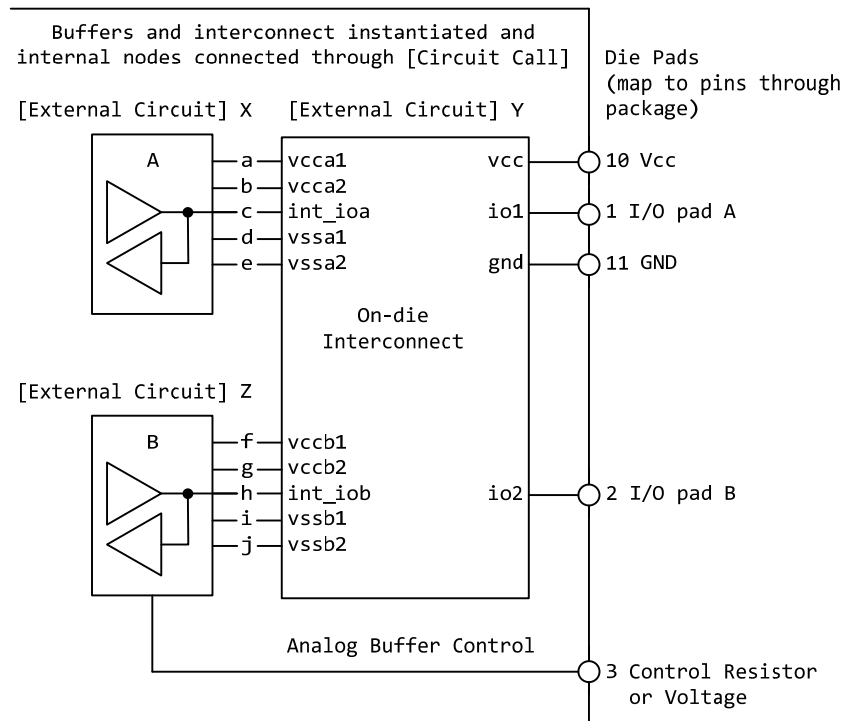 Buffers and interconnect instantiated and
internal nodes connected through [Circuit Call]
Die Pads
(map to pins through
package)
[External Circuit] X
[External Circuit] Y
A
a
vcca1
b
vcca2
c
int_ioa
d
vssa1
e
vssa2
vcc
10 Vcc
io1
1 I/O pad A
gnd
11 GND
On-die
Interconnect
[External Circuit] Z
B
f
vccb1
g
vccb2
h
int_iob
i
vssb1
j
vssb2
io2
2 I/O pad B
Analog Buffer Control
3 Control Resistor
or Voltage